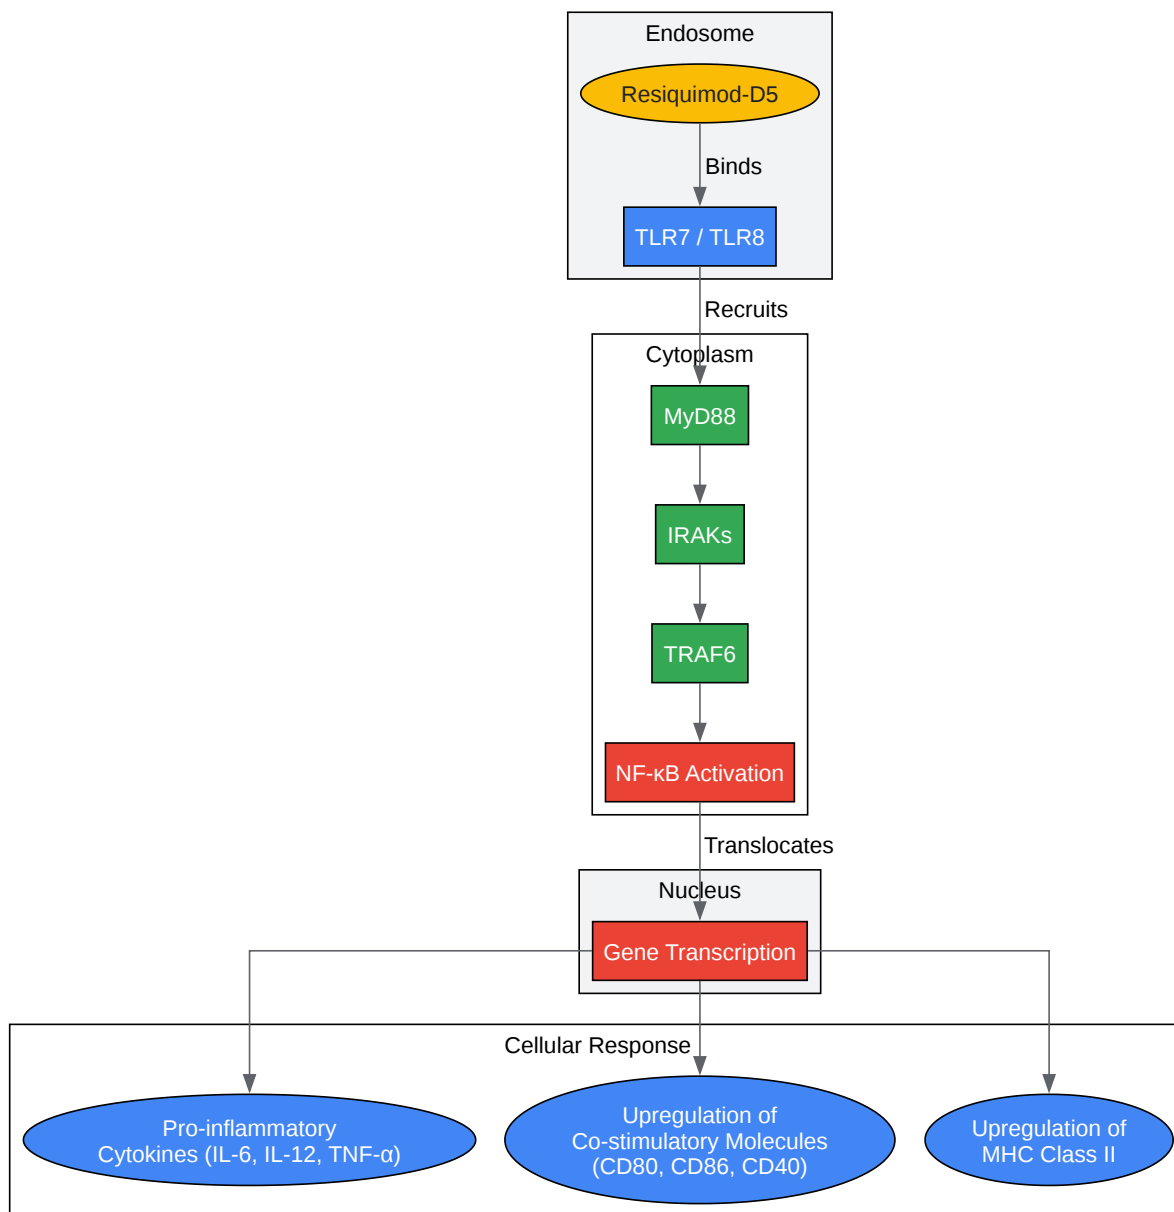 Endosome
Resiquimod-D5
Binds
TLR7 / TLR8
Recruits
Cytoplasm
MyD88
IRAKs
TRAF6
NF-κB Activation
Translocates
Nucleus
Gene Transcription
Cellular Response
Pro-inflammatory
Cytokines (IL-6, IL-12, TNF-α)
Upregulation of
Co-stimulatory Molecules
(CD80, CD86, CD40)
Upregulation of
MHC Class II